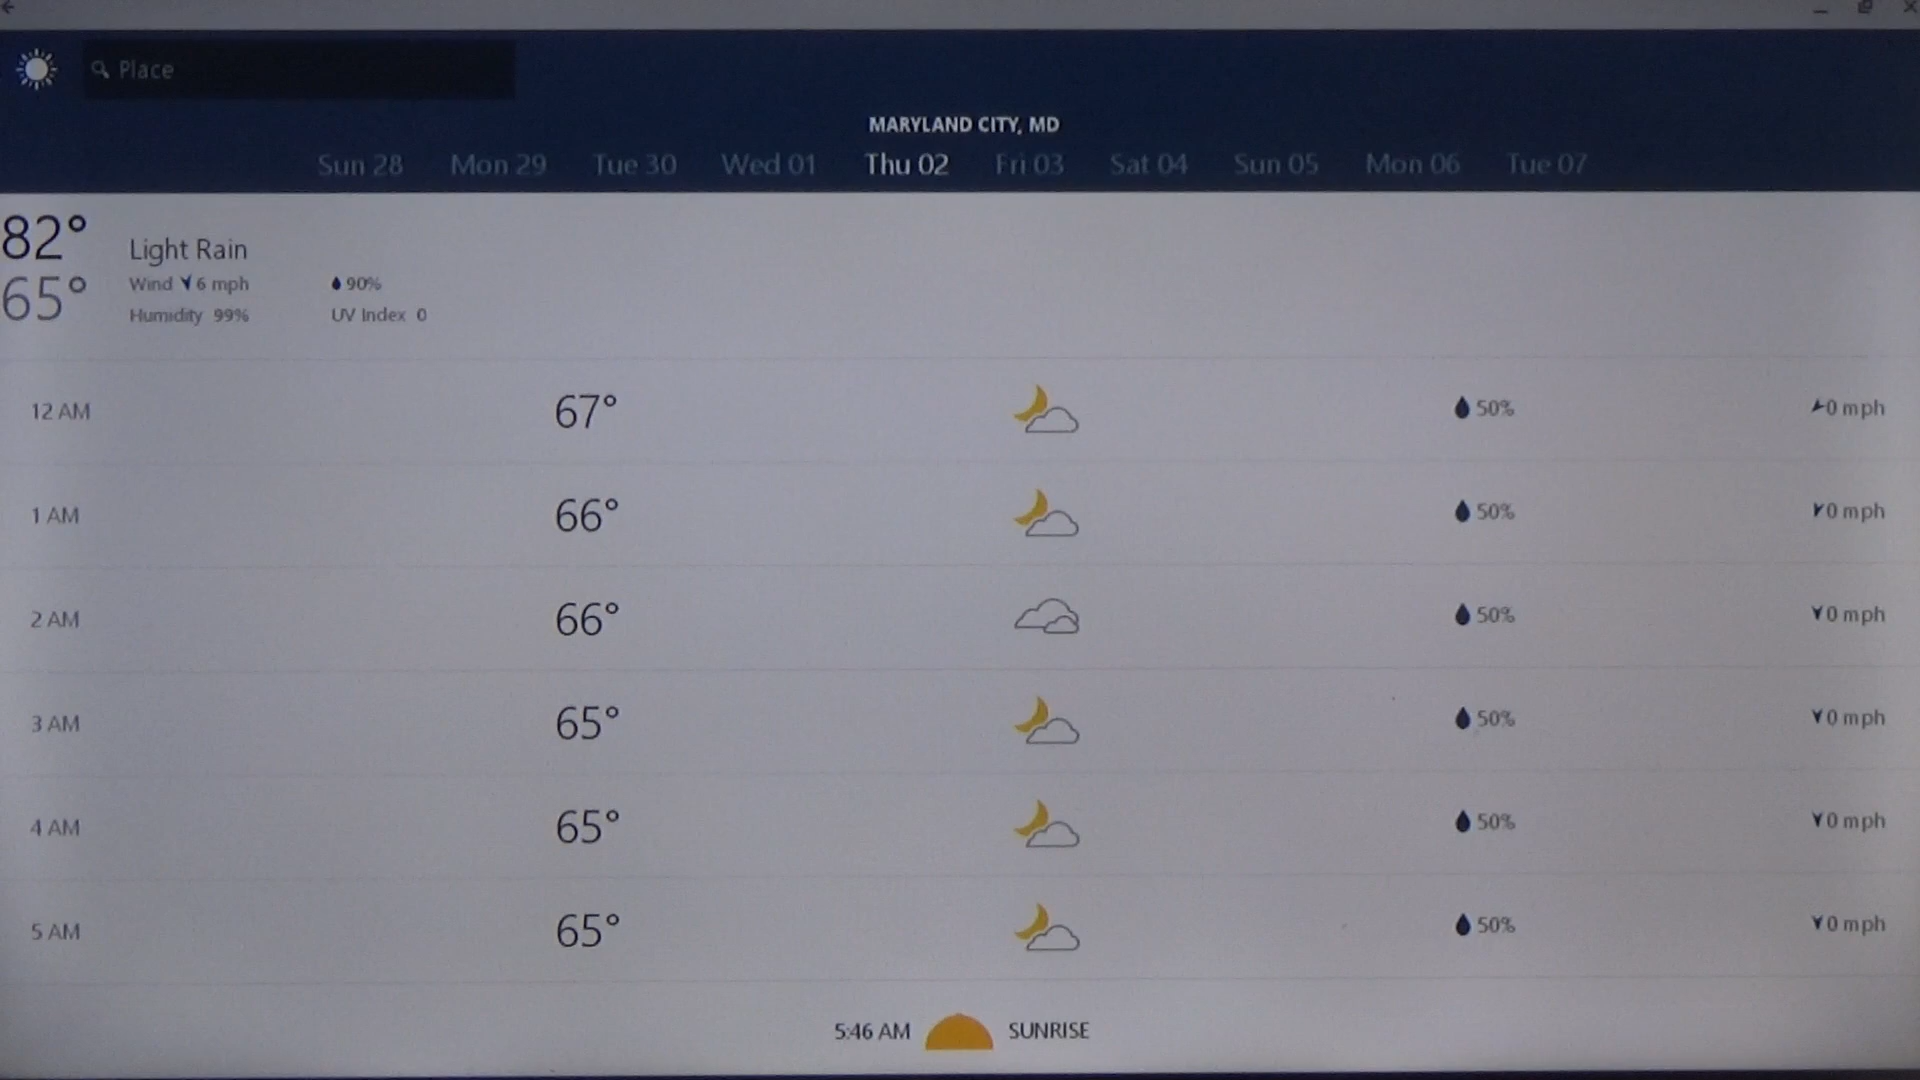 Place
MARYLAND CITY, MD
Sun 28 Mon 29 Tue 30 Wed 01 Thu 02 Fri 03 Sat 04 Sun 05 Mon 06 Tue 07
82°
65°
Light Rain
Wind 6 mph 90%
Humidity 99% UV Index 0
12 AM 67° 50% 0 mph
1 AM 66° 50% 0 mph
2 AM 66° 50% 0 mph
3 AM 65° 50% 0 mph
4 AM 65° 50% 0 mph
5 AM 65° 50% 0 mph
5:46 AM SUNRISE